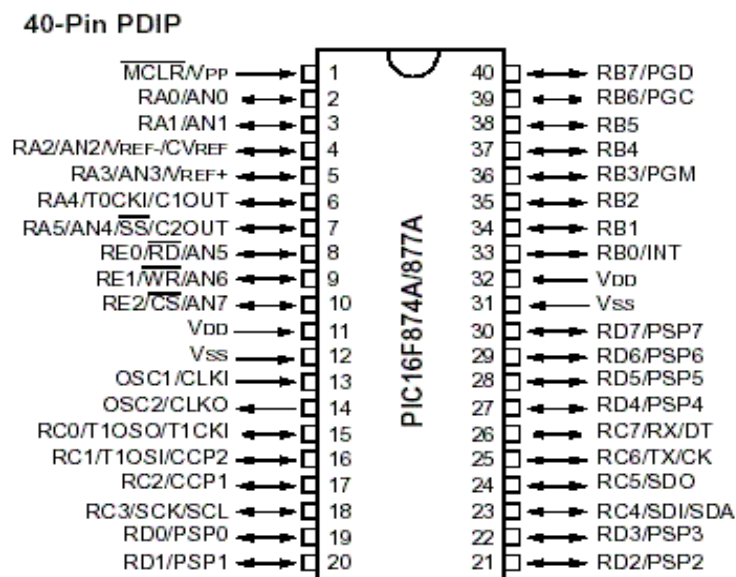 40-Pin PDIP
MCLR/VPP 1 40 RB7/PGD
RA0/AN0 2 39 RB6/PGC
RA1/AN1 3 38 RB5
RA2/AN2/VREF-/CVREF 4 37 RB4
RA3/AN3/VREF+ 5 36 RB3/PGM
RA4/T0CKI/C1OUT 6 35 RB2
RA5/AN4/SS/C2OUT 7 34 RB1
RE0/RD/AN5 8 33 RB0/INT
RE1/WR/AN6 9 32 VDD
RE2/CS/AN7 10 31 VSS
VDD 11 30 RD7/PSP7
VSS 12 29 RD6/PSP6
OSC1/CLKI 13 28 RD5/PSP5
OSC2/CLKO 14 27 RD4/PSP4
RC0/T1OSO/T1CKI 15 26 RC7/RX/DT
RC1/T1OSI/CCP2 16 25 RC6/TX/CK
RC2/CCP1 17 24 RC5/SDO
RC3/SCK/SCL 18 23 RC4/SDI/SDA
RD0/PSP0 19 22 RD3/PSP3
RD1/PSP1 20 21 RD2/PSP2
PIC16F874A/877A